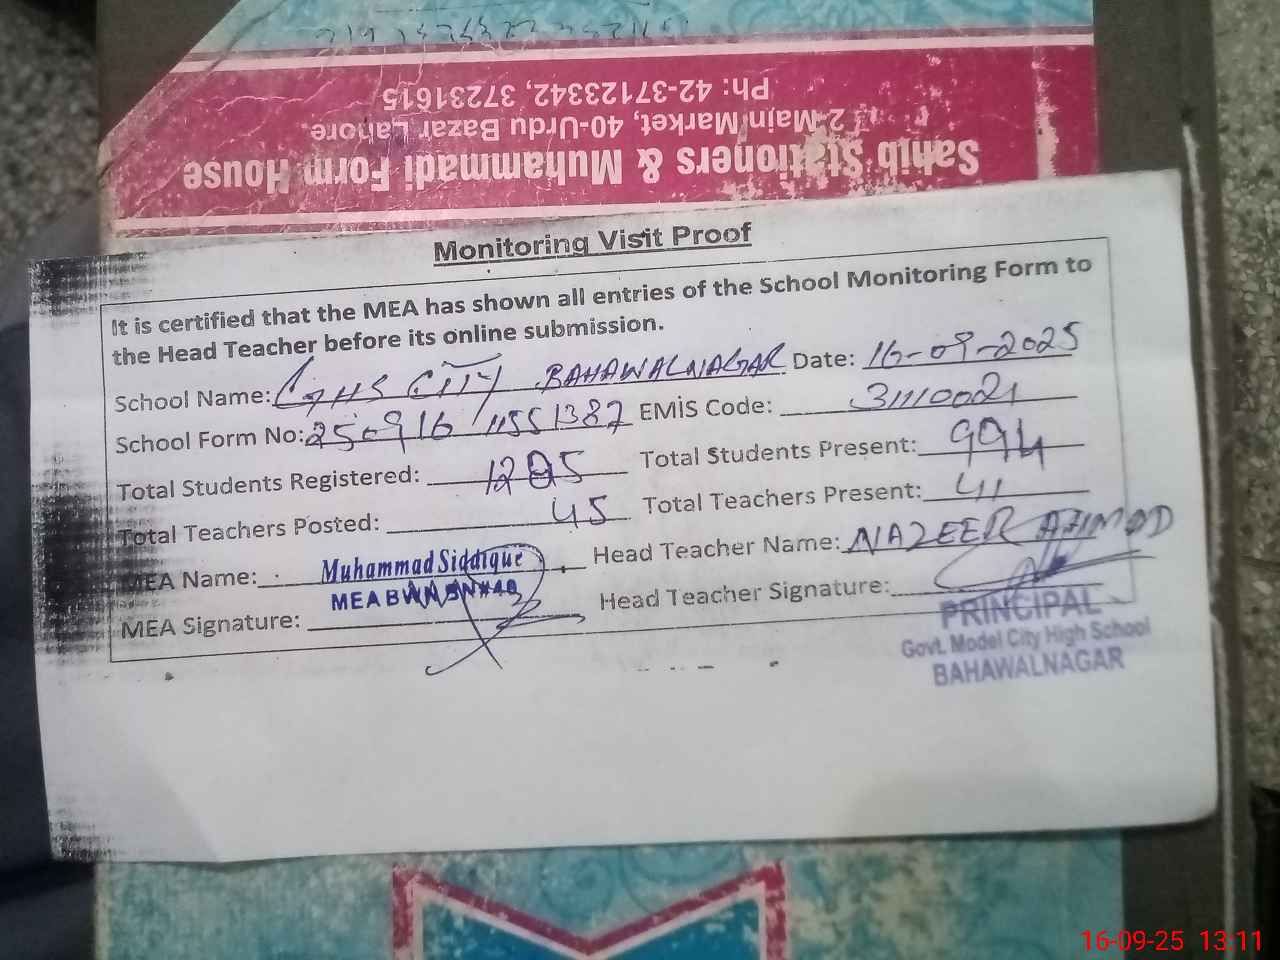 Sahib Stationers & Muhammadi Form House
2-Main Market, 40-Urdu Bazar Lahore.
Ph: 42-37123342, 37231615
Monitoring Visit Proof
It is certified that the MEA has shown all entries of the School Monitoring Form to
the Head Teacher before its online submission.
School Name: GHS CITY BAHAWALNAGAR Date: 16-09-2025
School Form No: 250916 11551387 EMIS Code: 31110021
Total Students Registered: 1205 Total Students Present: 994
Total Teachers Posted: 45 Total Teachers Present: 41
MEA Name: Muhammad Siddique Head Teacher Name: NAZEER AHMAD
MEA BWN SN#40
MEA Signature: Head Teacher Signature:
PRINCIPAL
Govt. Model City High School
BAHAWALNAGAR
16-09-25 13:11